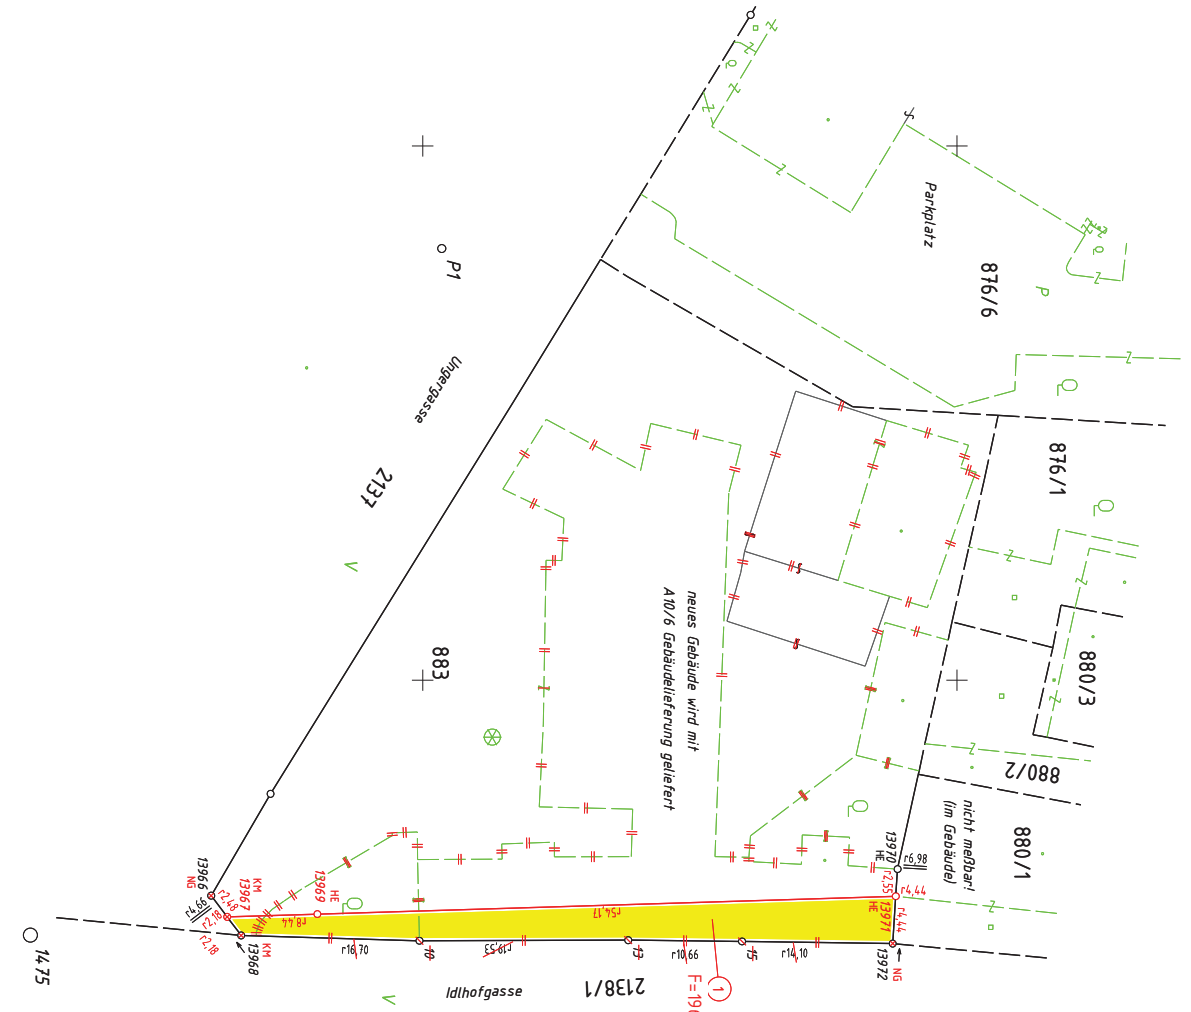 P1
Parkplatz
876/6
P
Ungergasse
2137
876/1
neues Gebäude wird mit
A10/6 Gebäudelieferung geliefert
883
880/3
880/2
nicht meßbar!
(im Gebäude)
880/1
13970
HE
r6,98
13966
NG
r4,66
r2,48
KM
13967
r2,18
r2,18
HE
13969
r8,44
r54,17
r2,55
r4,44
13971
HE
r4,44
KM
13968
r16,70
r19,53
r10,66
r14,10
13972
NG
1475
Idlhofgasse
2138/1
1